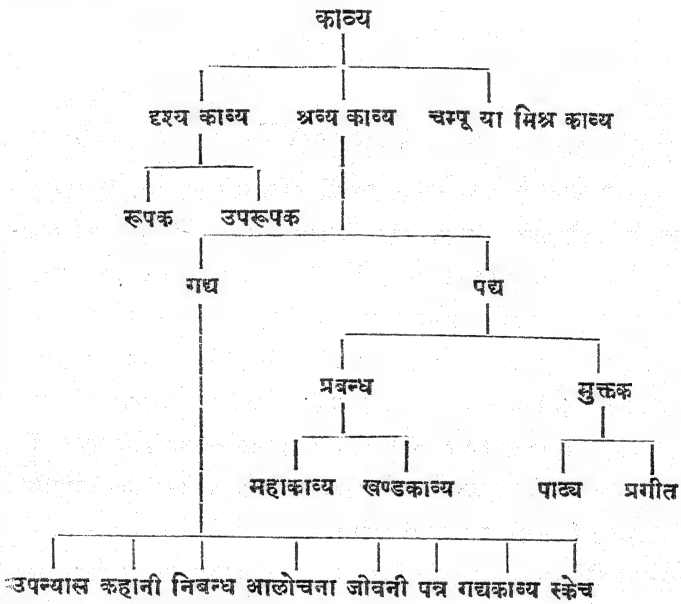 काव्य
दृश्य काव्य श्रव्य काव्य चम्पू या मिश्र काव्य
रूपक उपरूपक
गद्य पद्य
प्रबन्ध मुक्तक
महाकाव्य खण्डकाव्य पाठ्य प्रगीत
उपन्यास कहानी निबन्ध आलोचना जीवनी पत्र गद्यकाव्य स्केच